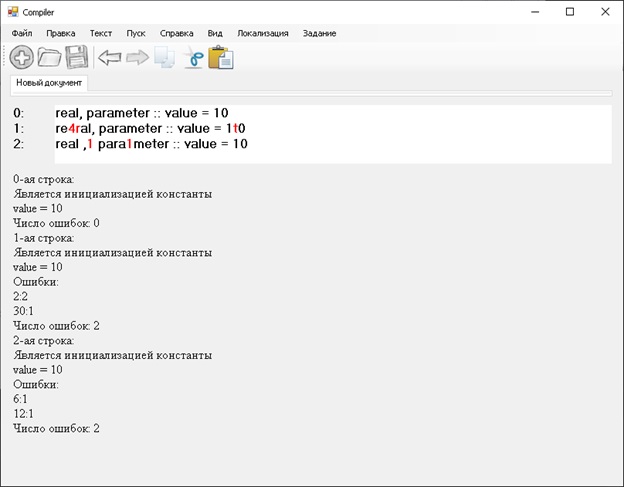 Compiler
Файл Правка Текст Пуск Справка Вид Локализация Задание
Новый документ
0: real, parameter :: value = 10
1: re4ral, parameter :: value = 1t0
2: real ,1 para1meter :: value = 10
0-ая строка:
Является инициализацией константы
value = 10
Число ошибок: 0
1-ая строка:
Является инициализацией константы
value = 10
Ошибки:
2:2
30:1
Число ошибок: 2
2-ая строка:
Является инициализацией константы
value = 10
Ошибки:
6:1
12:1
Число ошибок: 2